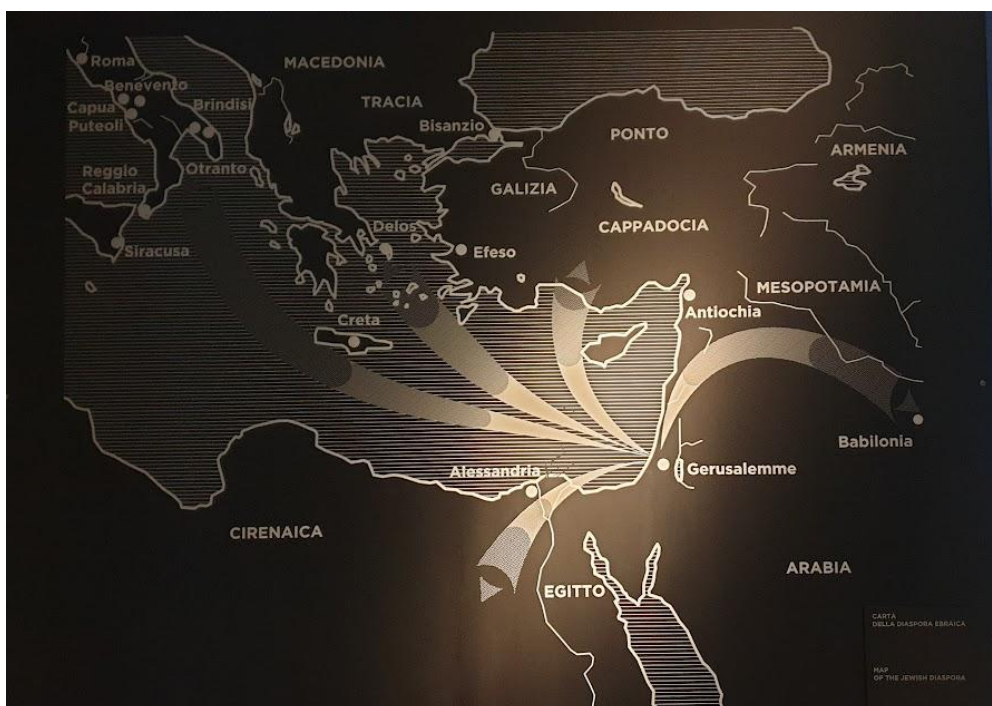 Roma
MACEDONIA
Benevento
Capua
Brindisi
TRACIA
Puteoli
Bisanzio
PONTO
ARMENIA
Reggio
Calabria
Otranto
GALIZIA
Delos
CAPPADOCIA
Siracusa
Efeso
MESOPOTAMIA
Antiochia
Creta
Babilonia
Alessandria
Gerusalemme
CIRENAICA
ARABIA
EGITTO
CARTA
DELLA DIASPORA EBRAICA
MAP
OF THE JEWISH DIASPORA